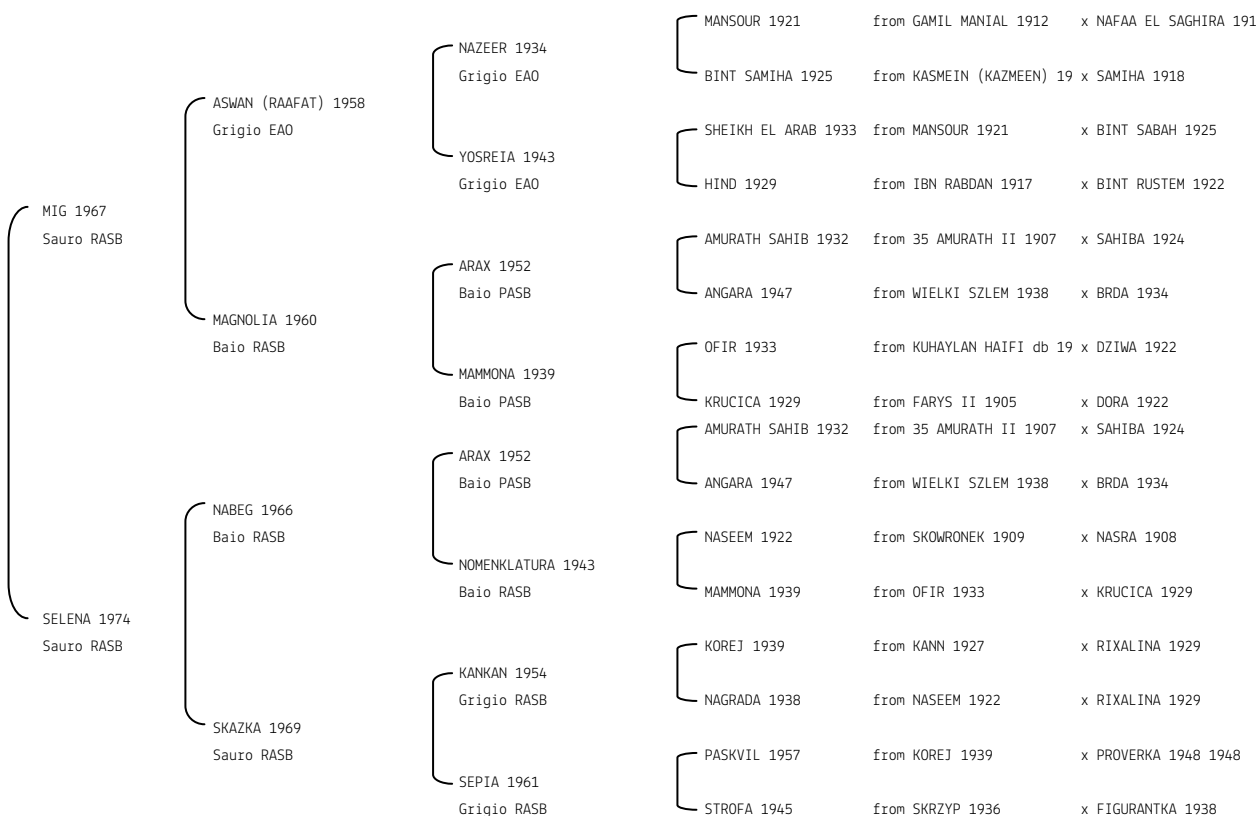 MANSOUR 1921 from GAMIL MANIAL 1912 x NAFAA EL SAGHIRA 191
NAZEER 1934
Grigio EAO BINT SAMIHA 1925 from KASMEIN (KAZMEEN) 19 x SAMIHA 1918
ASWAN (RAAFAT) 1958
Grigio EAO SHEIKH EL ARAB 1933 from MANSOUR 1921 x BINT SABAH 1925
YOSREIA 1943
Grigio EAO HIND 1929 from IBN RABDAN 1917 x BINT RUSTEM 1922
MIG 1967
Sauro RASB AMURATH SAHIB 1932 from 35 AMURATH II 1907 x SAHIBA 1924
ARAX 1952
Baio PASB ANGARA 1947 from WIELKI SZLEM 1938 x BRDA 1934
MAGNOLIA 1960
Baio RASB OFIR 1933 from KUHAYLAN HAIFI db 19 x DZIWA 1922
MAMMONA 1939
Baio PASB KRUCICA 1929 from FARYS II 1905 x DORA 1922
AMURATH SAHIB 1932 from 35 AMURATH II 1907 x SAHIBA 1924
ARAX 1952
Baio PASB ANGARA 1947 from WIELKI SZLEM 1938 x BRDA 1934
NABEG 1966
Baio RASB NASEEM 1922 from SKOWRONEK 1909 x NASRA 1908
NOMENKLATURA 1943
Baio RASB MAMMONA 1939 from OFIR 1933 x KRUCICA 1929
SELENA 1974
Sauro RASB KOREJ 1939 from KANN 1927 x RIXALINA 1929
KANKAN 1954
Grigio RASB NAGRADA 1938 from NASEEM 1922 x RIXALINA 1929
SKAZKA 1969
Sauro RASB PASKVIL 1957 from KOREJ 1939 x PROVERKA 1948 1948
SEPIA 1961
Grigio RASB STROFA 1945 from SKRZYP 1936 x FIGURANTKA 1938